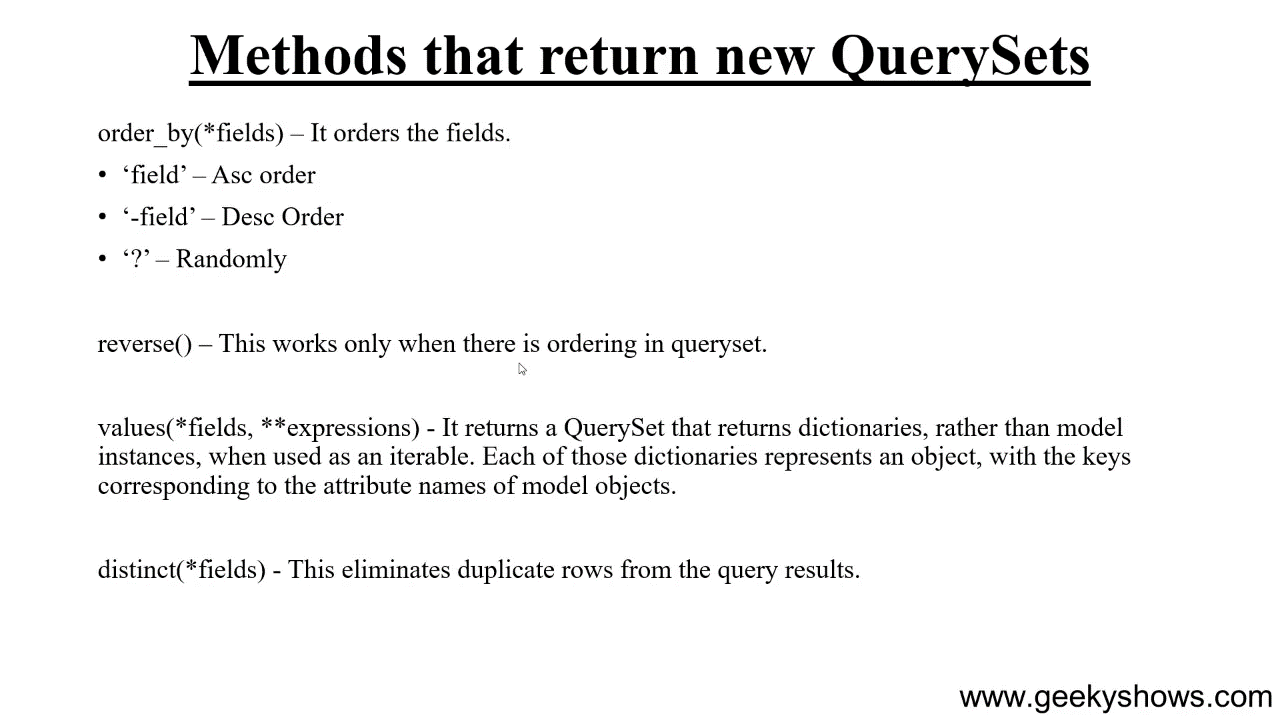 Methods that return new QuerySets
order_by(*fields) – It orders the fields.
• ‘field’ – Asc order
• ‘-field’ – Desc Order
• ‘?’ – Randomly
reverse() – This works only when there is ordering in queryset.
values(*fields, **expressions) - It returns a QuerySet that returns dictionaries, rather than model
instances, when used as an iterable. Each of those dictionaries represents an object, with the keys
corresponding to the attribute names of model objects.
distinct(*fields) - This eliminates duplicate rows from the query results.
www.geekyshows.com